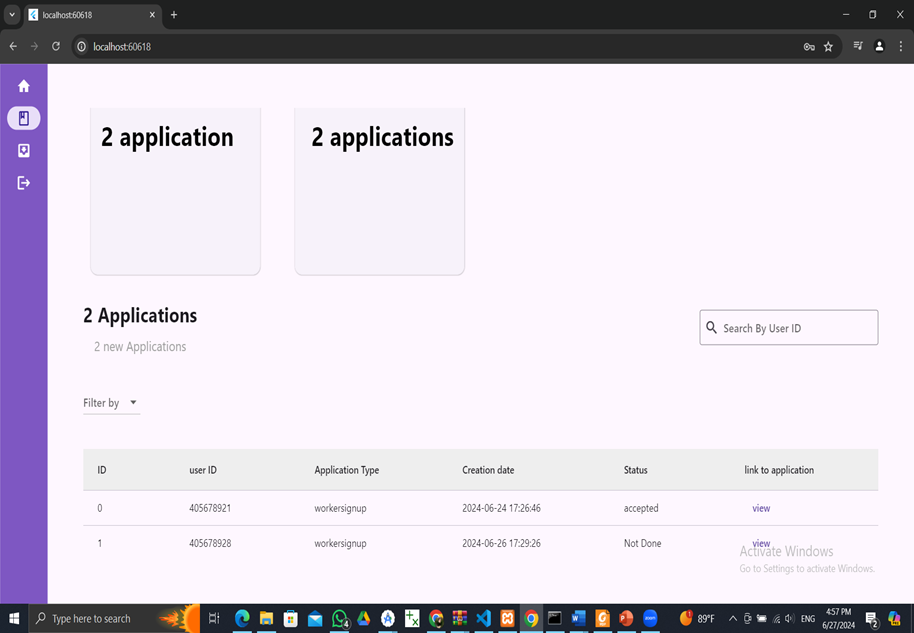 localhost:60618
localhost:60618
2 application
2 applications
2 Applications
2 new Applications
Search By User ID
Filter by
ID user ID Application Type Creation date Status link to application
0 405678921 workersignup 2024-06-24 17:26:46 accepted view
1 405678928 workersignup 2024-06-26 17:29:26 Not Done view
Activate Windows
Go to Settings to activate Windows.
Type here to search
89°F
ENG
4:57 PM
6/27/2024